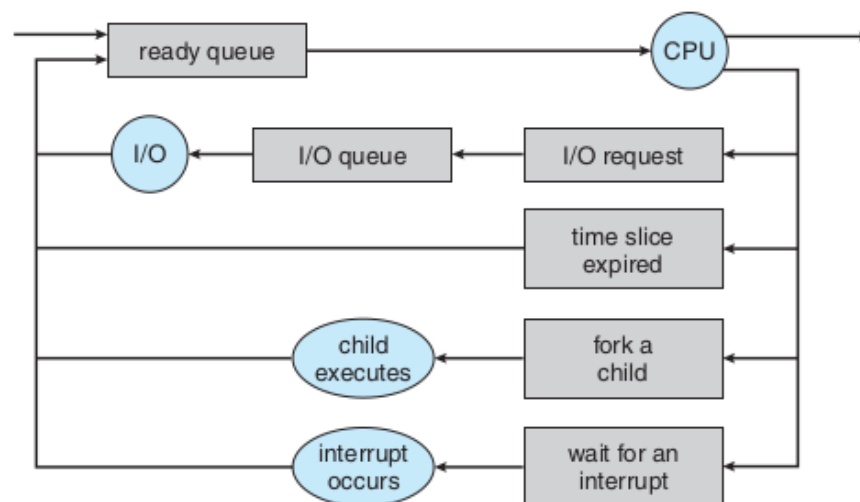 ready queue
CPU
I/O
I/O queue
I/O request
time slice
expired
child
executes
fork a
child
interrupt
occurs
wait for an
interrupt